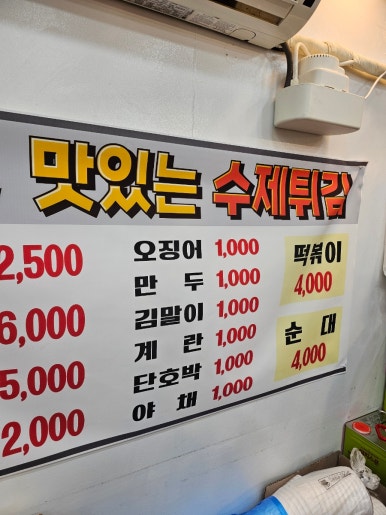 맛있는 수제튀김
2,500
6,000
5,000
2,000
오징어 1,000
만두 1,000
김말이 1,000
계란 1,000
단호박 1,000
야채 1,000
떡볶이
4,000
순대
4,000